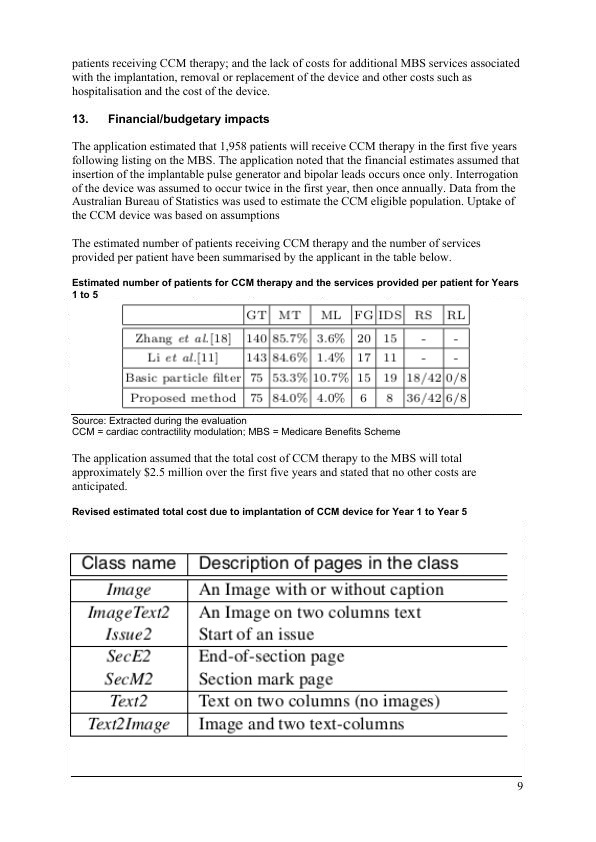 patients receiving CCM therapy; and the lack of costs for additional MBS services associated
with the implantation, removal or replacement of the device and other costs such as
hospitalisation and the cost of the device.
13. Financial/budgetary impacts
The application estimated that 1,958 patients will receive CCM therapy in the first five years
following listing on the MBS. The application noted that the financial estimates assumed that
insertion of the implantable pulse generator and bipolar leads occurs once only. Interrogation
of the device was assumed to occur twice in the first year, then once annually. Data from the
Australian Bureau of Statistics was used to estimate the CCM eligible population. Uptake of
the CCM device was based on assumptions
The estimated number of patients receiving CCM therapy and the number of services
provided per patient have been summarised by the applicant in the table below.
Estimated number of patients for CCM therapy and the services provided per patient for Years
1 to 5
GT MT ML FG IDS RS RL
Zhang et al.[18] 140 85.7% 3.6% 20 15 - -
Li et al.[11] 143 84.6% 1.4% 17 11 - -
Basic particle filter 75 53.3% 10.7% 15 19 18/42 0/8
Proposed method 75 84.0% 4.0% 6 8 36/42 6/8
Source: Extracted during the evaluation
CCM = cardiac contractility modulation; MBS = Medicare Benefits Scheme
The application assumed that the total cost of CCM therapy to the MBS will total
approximately $2.5 million over the first five years and stated that no other costs are
anticipated.
Revised estimated total cost due to implantation of CCM device for Year 1 to Year 5
Class name Description of pages in the class
Image An Image with or without caption
ImageText2 An Image on two columns text
Issue2 Start of an issue
SecE2 End-of-section page
SecM2 Section mark page
Text2 Text on two columns (no images)
Text2Image Image and two text-columns
9